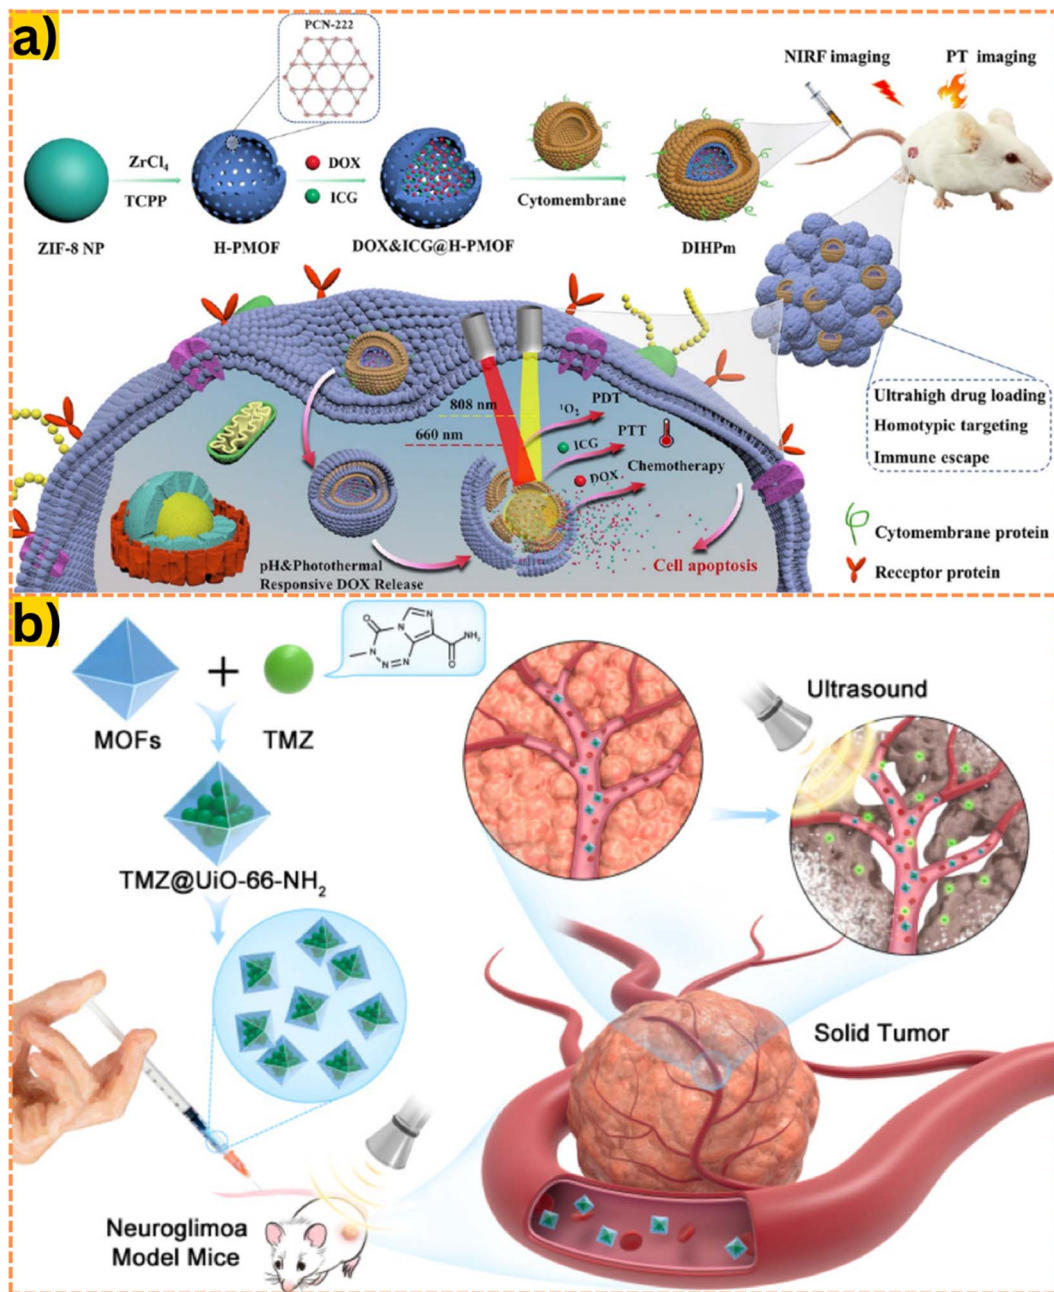 a)
PCN-222
NIRF imaging
PT imaging
ZrCl₄
TCPP
DOX
ICG
Cytomembrane
ZIF-8 NP
H-PMOF
DOX&ICG@H-PMOF
DIHPm
808 nm
660 nm
¹O₂
PDT
ICG
PTT
Chemotherapy
DOX
pH&Photothermal
Responsive DOX Release
Cell apoptosis
Ultrahigh drug loading
Homotypic targeting
Immune escape
Cytomembrane protein
Receptor protein
b)
O
N
N
NH₂
N
N
N
O
MOFs
+
TMZ
TMZ@UiO-66-NH₂
Ultrasound
Solid Tumor
Neuroglimoa
Model Mice